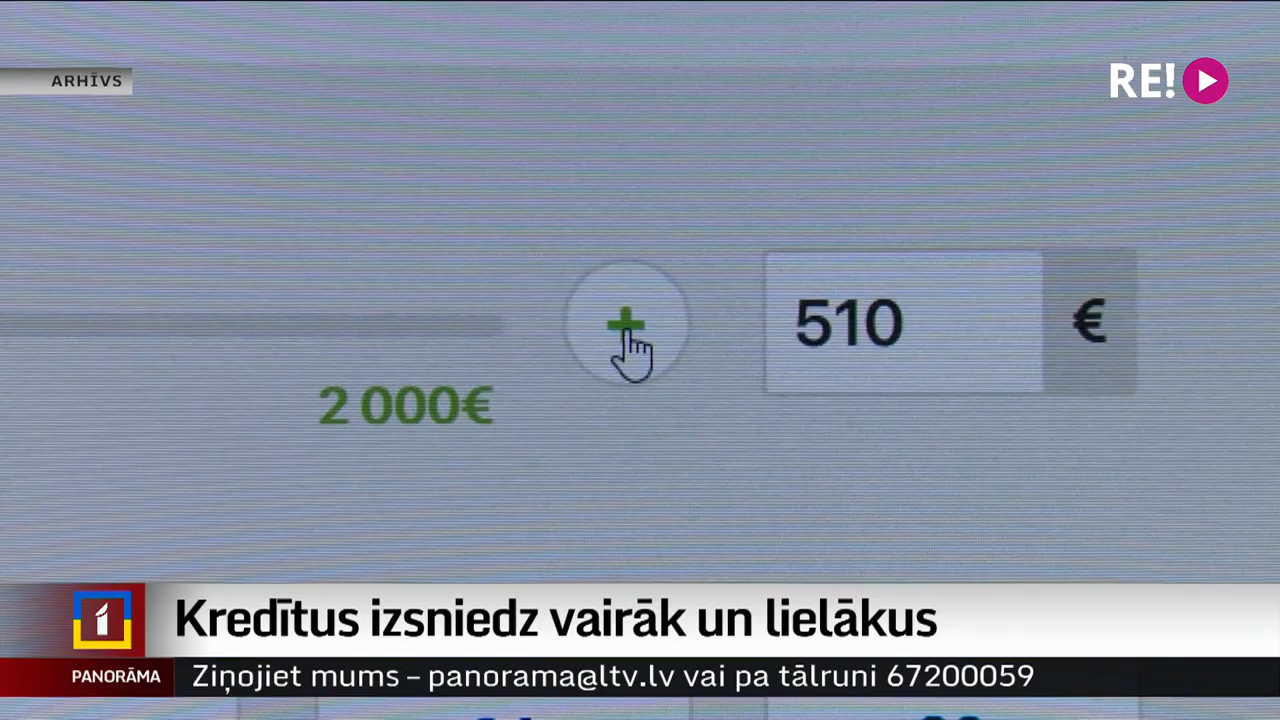 ARHĪVS
RE!
510 €
2 000€
1
Kredītus izsniedz vairāk un lielākus
PANORĀMA
Ziņojiet mums – panorama@ltv.lv vai pa tālruni 67200059